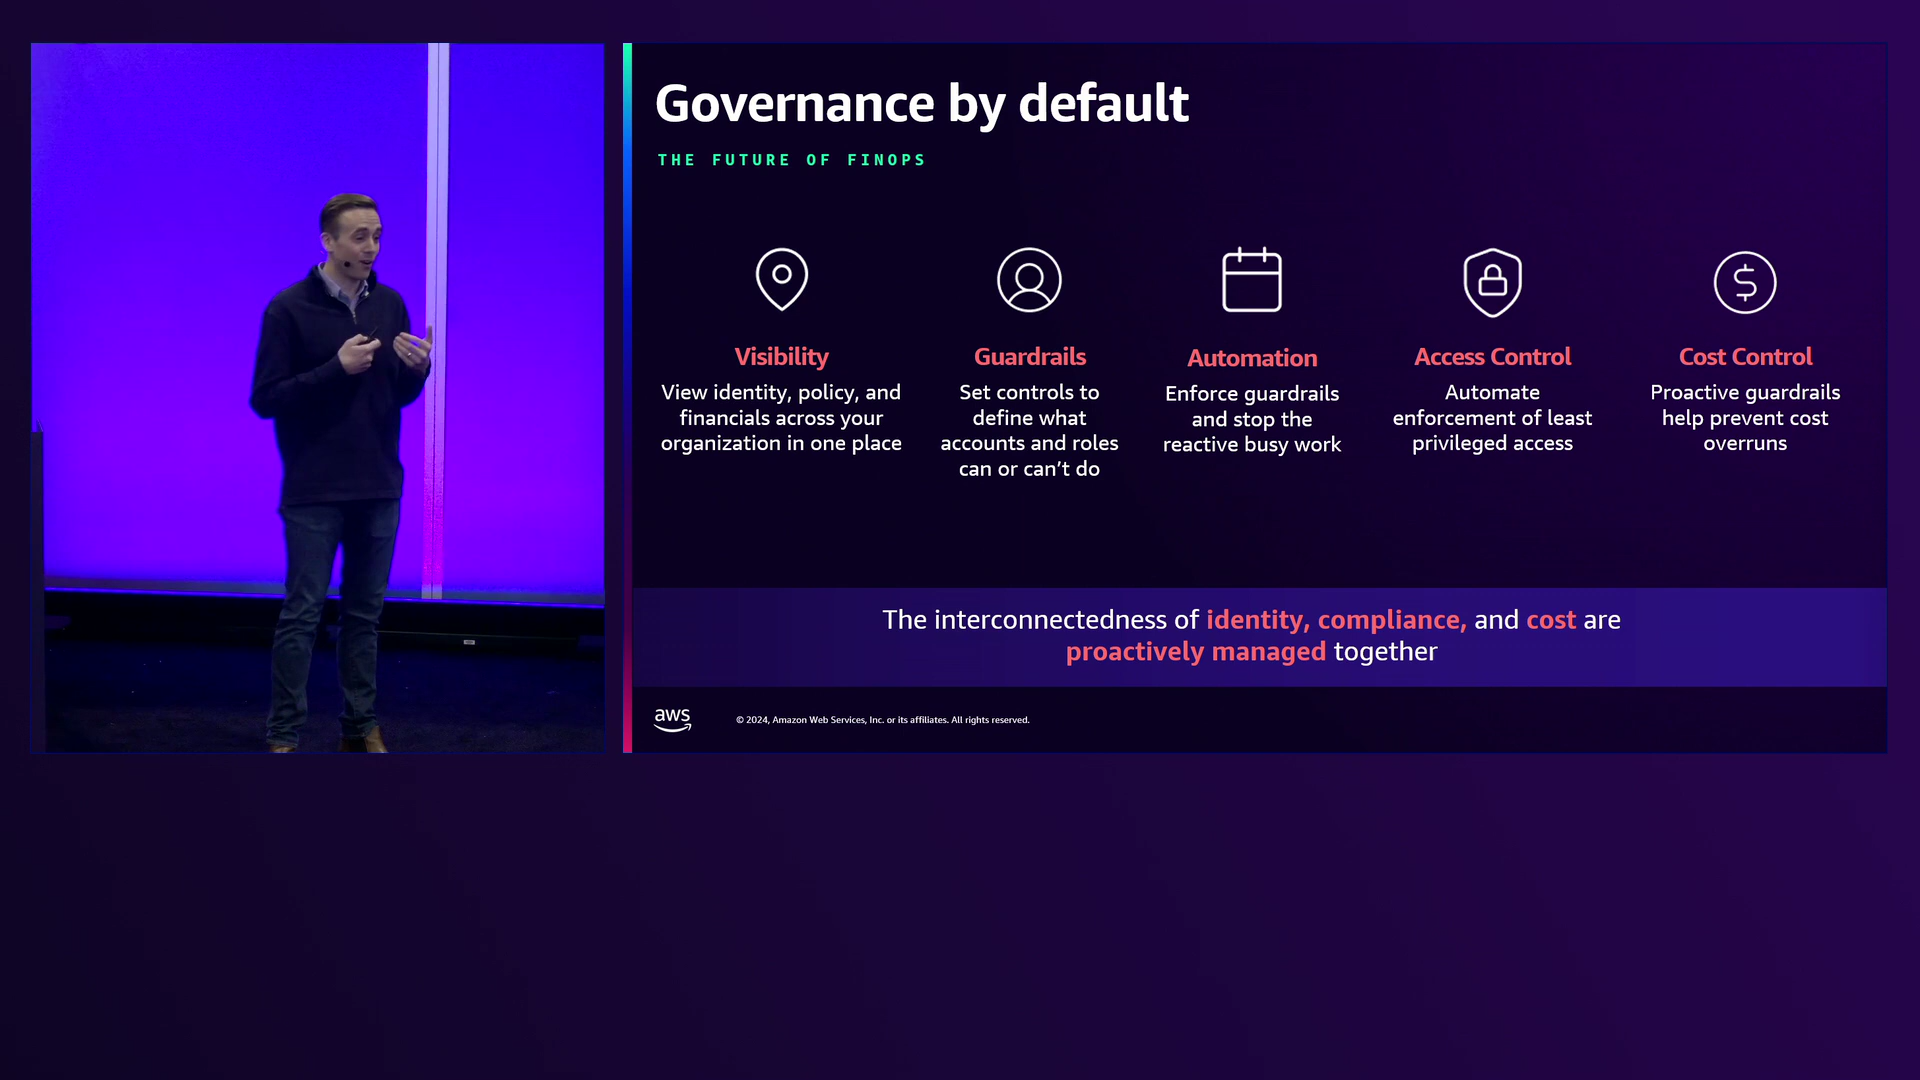 Governance by default
THE FUTURE OF FINOPS
Visibility
View identity, policy, and
financials across your
organization in one place
Guardrails
Set controls to
define what
accounts and roles
can or can’t do
Automation
Enforce guardrails
and stop the
reactive busy work
Access Control
Automate
enforcement of least
privileged access
Cost Control
Proactive guardrails
help prevent cost
overruns
The interconnectedness of identity, compliance, and cost are
proactively managed together
aws
© 2024, Amazon Web Services, Inc. or its affiliates. All rights reserved.